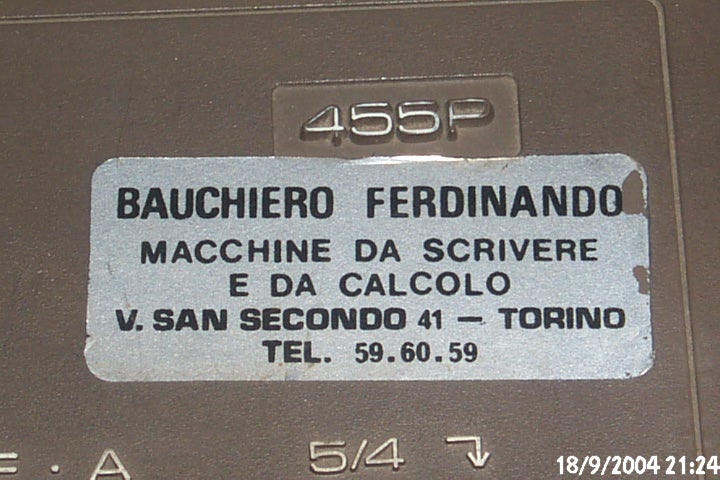 455P
BAUCHIERO FERDINANDO
MACCHINE DA SCRIVERE
E DA CALCOLO
V. SAN SECONDO 41 — TORINO
TEL. 59.60.59
F · A 5/4 ↴
18/9/2004 21:24